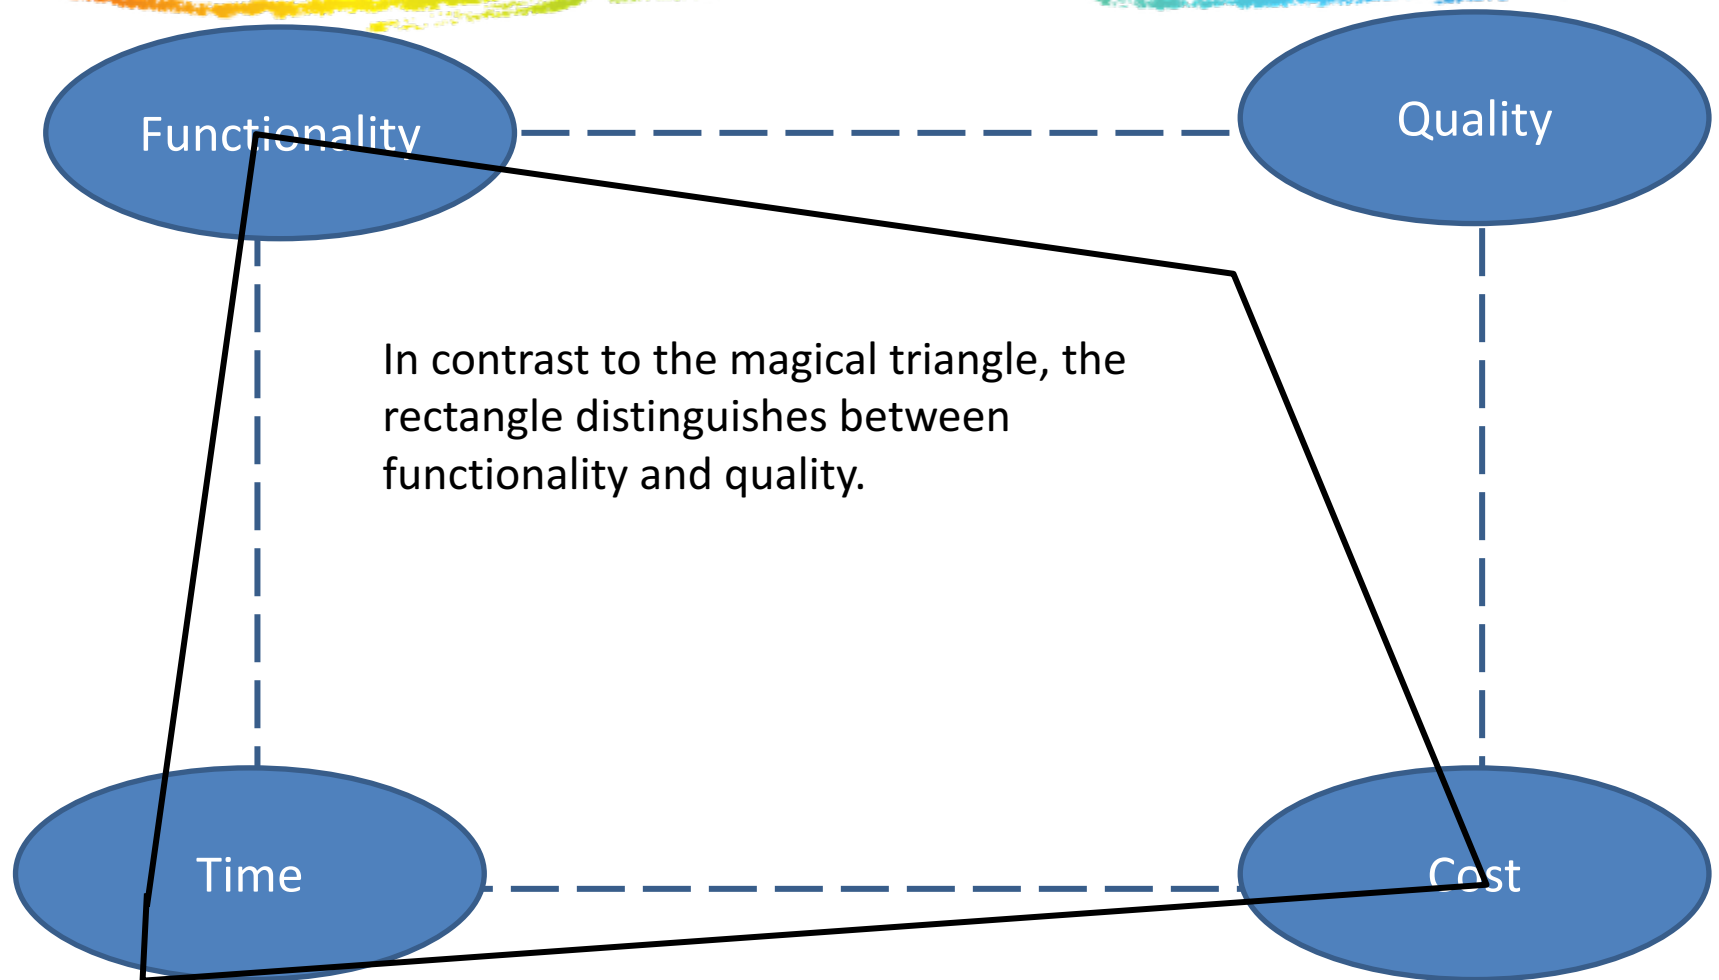 Functionality
Quality
In contrast to the magical triangle, the
rectangle distinguishes between
functionality and quality.
Time
Cost